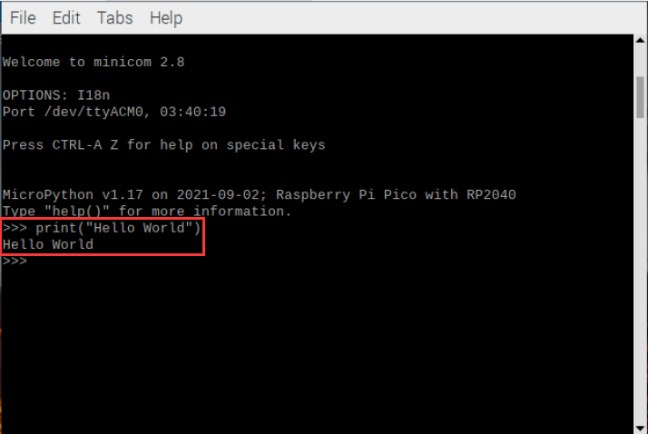 File Edit Tabs Help
Welcome to minicom 2.8
OPTIONS: I18n
Port /dev/ttyACM0, 03:40:19
Press CTRL-A Z for help on special keys
MicroPython v1.17 on 2021-09-02; Raspberry Pi Pico with RP2040
Type "help()" for more information.
>>> print("Hello World")
Hello World
>>>